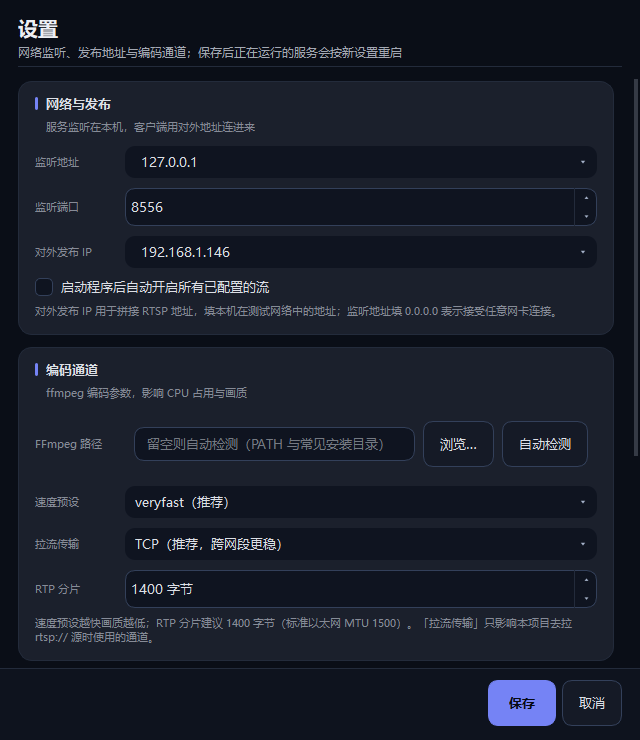 设置
网络监听、发布地址与编码通道；保存后正在运行的服务会按新设置重启
网络与发布
服务监听在本机，客户端用对外地址连进来
监听地址
127.0.0.1
监听端口
8556
对外发布 IP
192.168.1.146
启动程序后自动开启所有已配置的流
对外发布 IP 用于拼接 RTSP 地址，填本机在测试网络中的地址；监听地址填 0.0.0.0 表示接受任意网卡连接。
编码通道
ffmpeg 编码参数，影响 CPU 占用与画质
FFmpeg 路径
留空则自动检测（PATH 与常见安装目录）
浏览...
自动检测
速度预设
veryfast（推荐）
拉流传输
TCP（推荐，跨网段更稳）
RTP 分片
1400 字节
速度预设越快画质越低；RTP 分片建议 1400 字节（标准以太网 MTU 1500）。「拉流传输」只影响本项目去拉
rtsp:// 源时使用的通道。
保存
取消